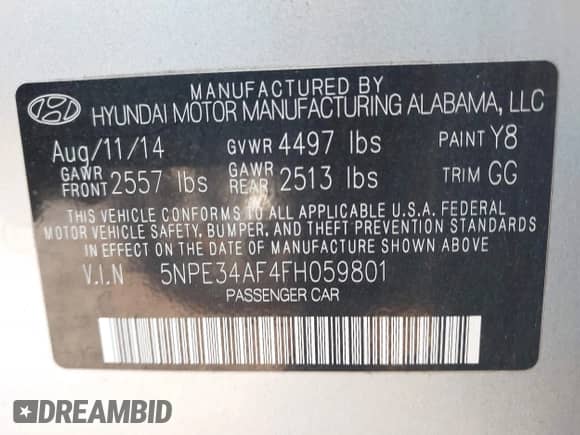 MANUFACTURED BY
HYUNDAI MOTOR MANUFACTURING ALABAMA, LLC
Aug/11/14 GVWR 4497 lbs PAINT Y8
GAWR FRONT 2557 lbs GAWR REAR 2513 lbs TRIM GG
THIS VEHICLE CONFORMS TO ALL APPLICABLE U.S.A. FEDERAL
MOTOR VEHICLE SAFETY, BUMPER, AND THEFT PREVENTION STANDARDS
IN EFFECT ON THE DATE OF MANUFACTURE SHOWN ABOVE.
V.I.N 5NPE34AF4FH059801
PASSENGER CAR
DREAMBID